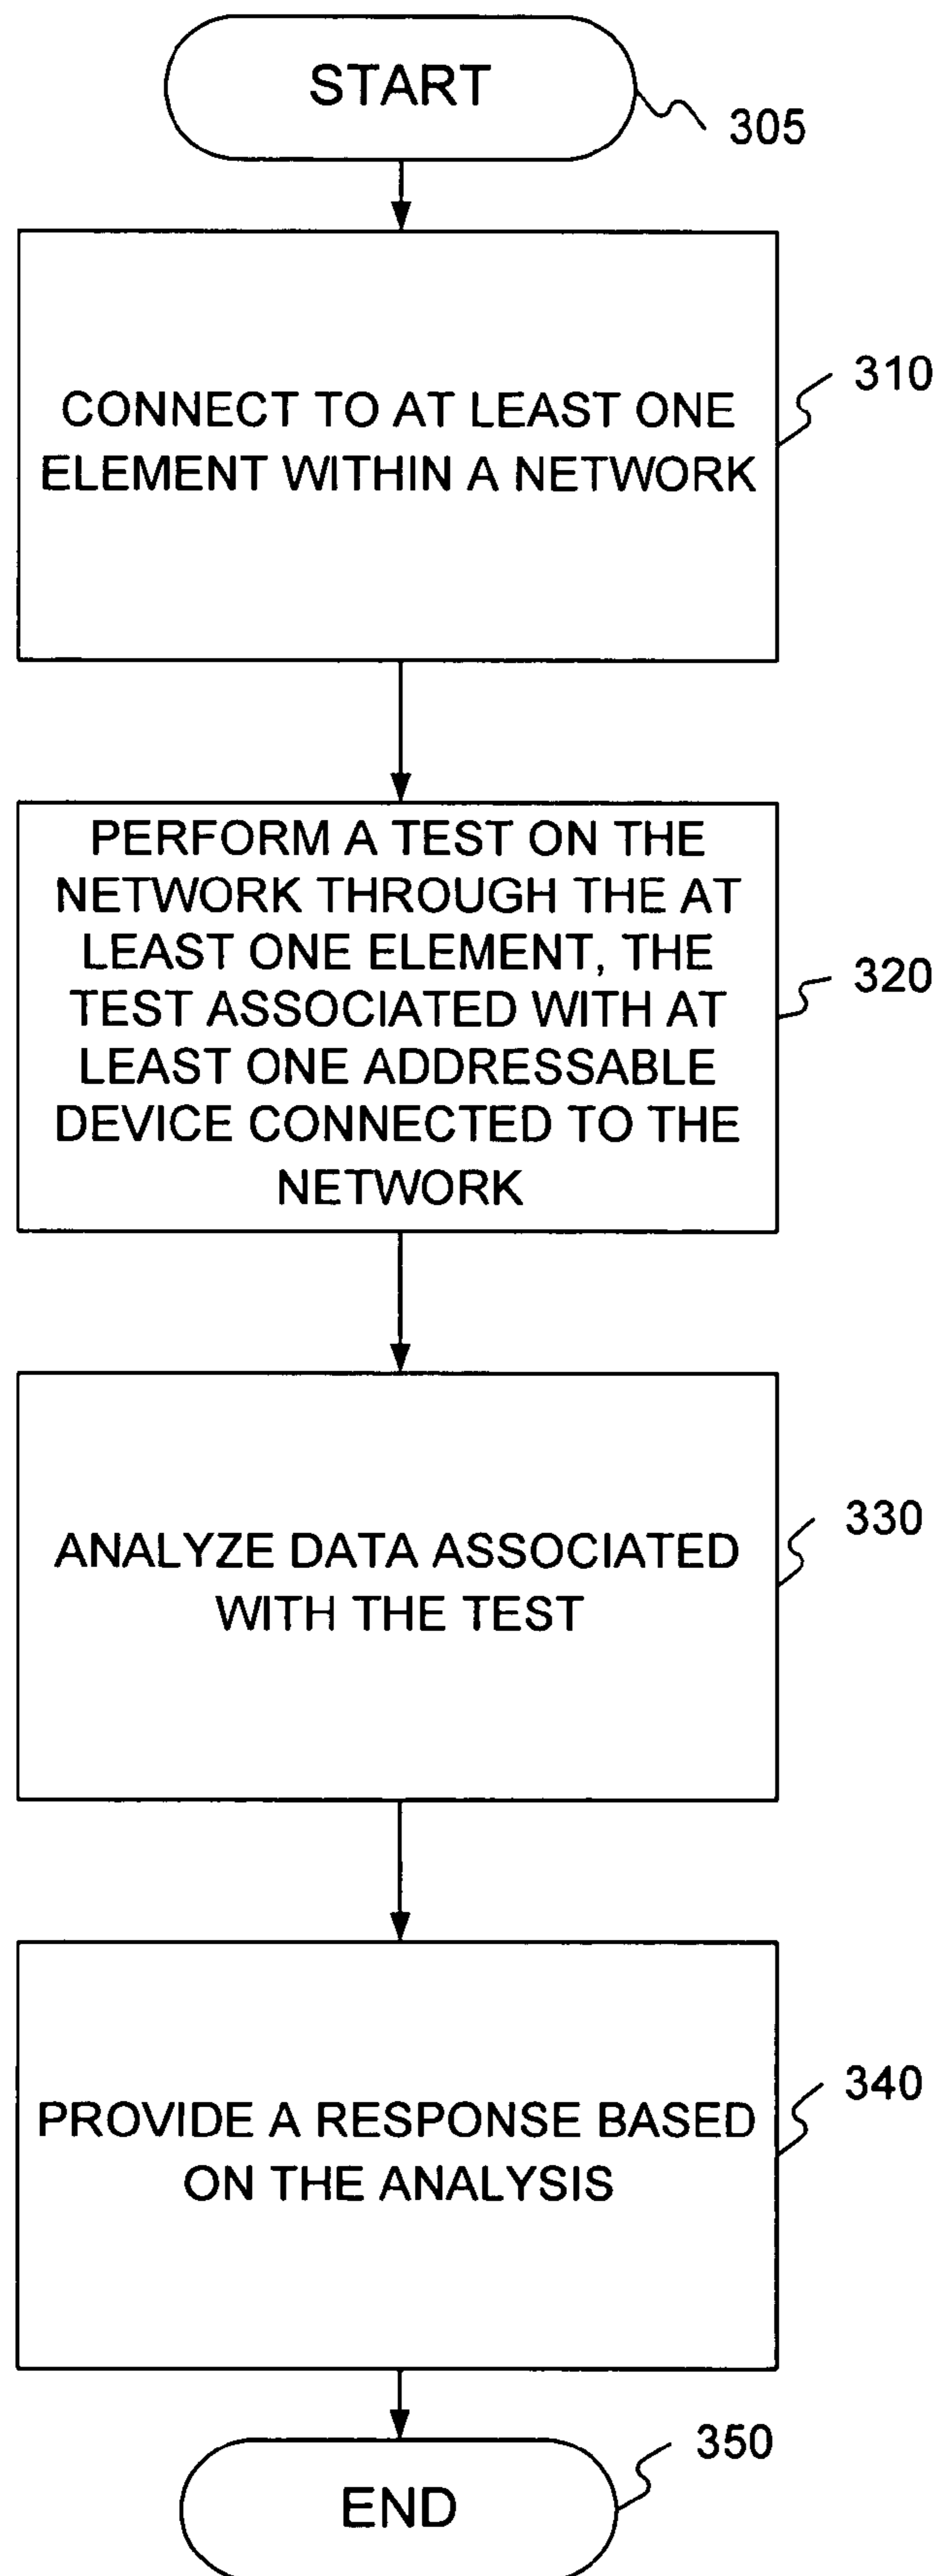 START
305
CONNECT TO AT LEAST ONE
ELEMENT WITHIN A NETWORK
310
PERFORM A TEST ON THE
NETWORK THROUGH THE AT
LEAST ONE ELEMENT, THE
TEST ASSOCIATED WITH AT
LEAST ONE ADDRESSABLE
DEVICE CONNECTED TO THE
NETWORK
320
ANALYZE DATA ASSOCIATED
WITH THE TEST
330
PROVIDE A RESPONSE BASED
ON THE ANALYSIS
340
END
350